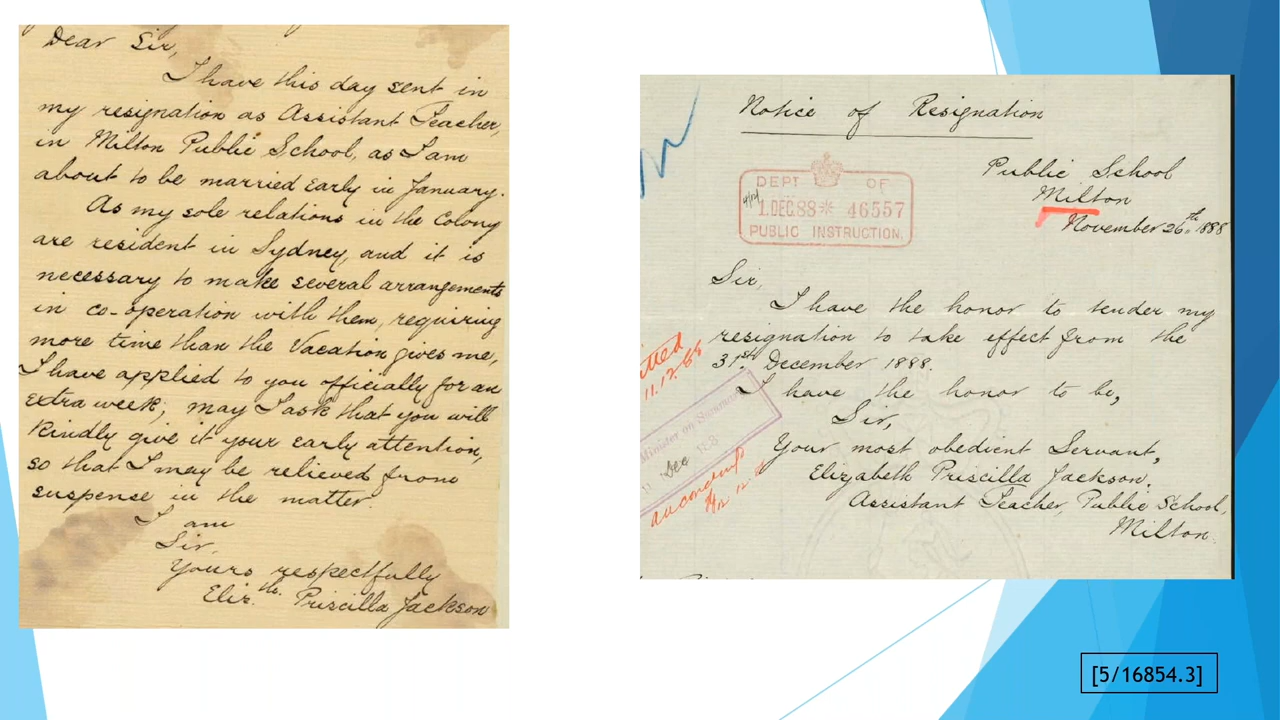 Dear Sir,
I have this day sent in
my resignation as Assistant Teacher,
in Milton Public School, as I am
about to be married early in January.
As my sole relations in the Colony
are resident in Sydney, and it is
necessary to make several arrangements
in co-operation with them, requiring
more time than the Vacation gives me,
I have applied to you officially for an
extra week; may I ask that you will
kindly give it your early attention,
so that I may be relieved from
suspense in the matter.
I am
Sir,
Yours respectfully
Eliz.th. Priscilla Jackson
Notice of Resignation
Public School
Milton
November 26th. 1888
DEPT OF
1.DEC.88* 46557
PUBLIC INSTRUCTION.
Sir,
I have the honor to tender my
resignation to take effect from the
31st. December 1888.
I have the honor to be,
Sir,
Your most obedient Servant,
Elizabeth Priscilla Jackson.
Assistant Teacher, Public School,
Milton.
11.12.88
Minister on
Dec
[5/16854.3]